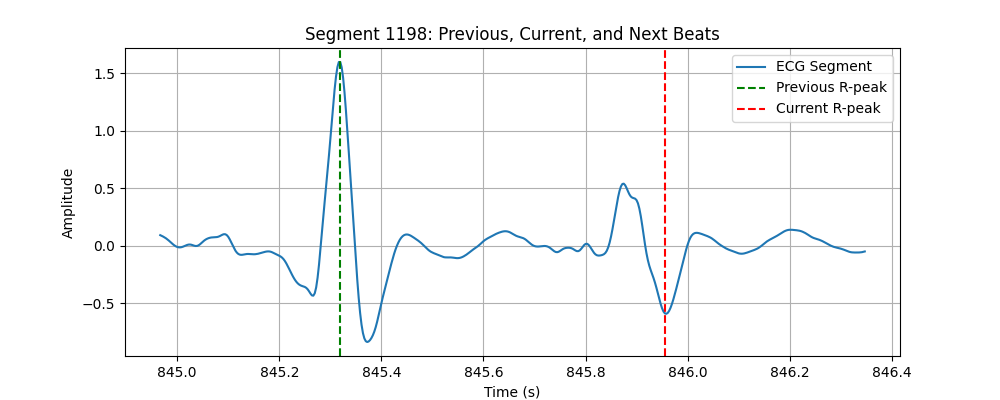 Segment 1198: Previous, Current, and Next Beats
ECG Segment
Previous R-peak
Current R-peak
Amplitude
1.5
1.0
0.5
0.0
−0.5
845.0 845.2 845.4 845.6 845.8 846.0 846.2 846.4
Time (s)